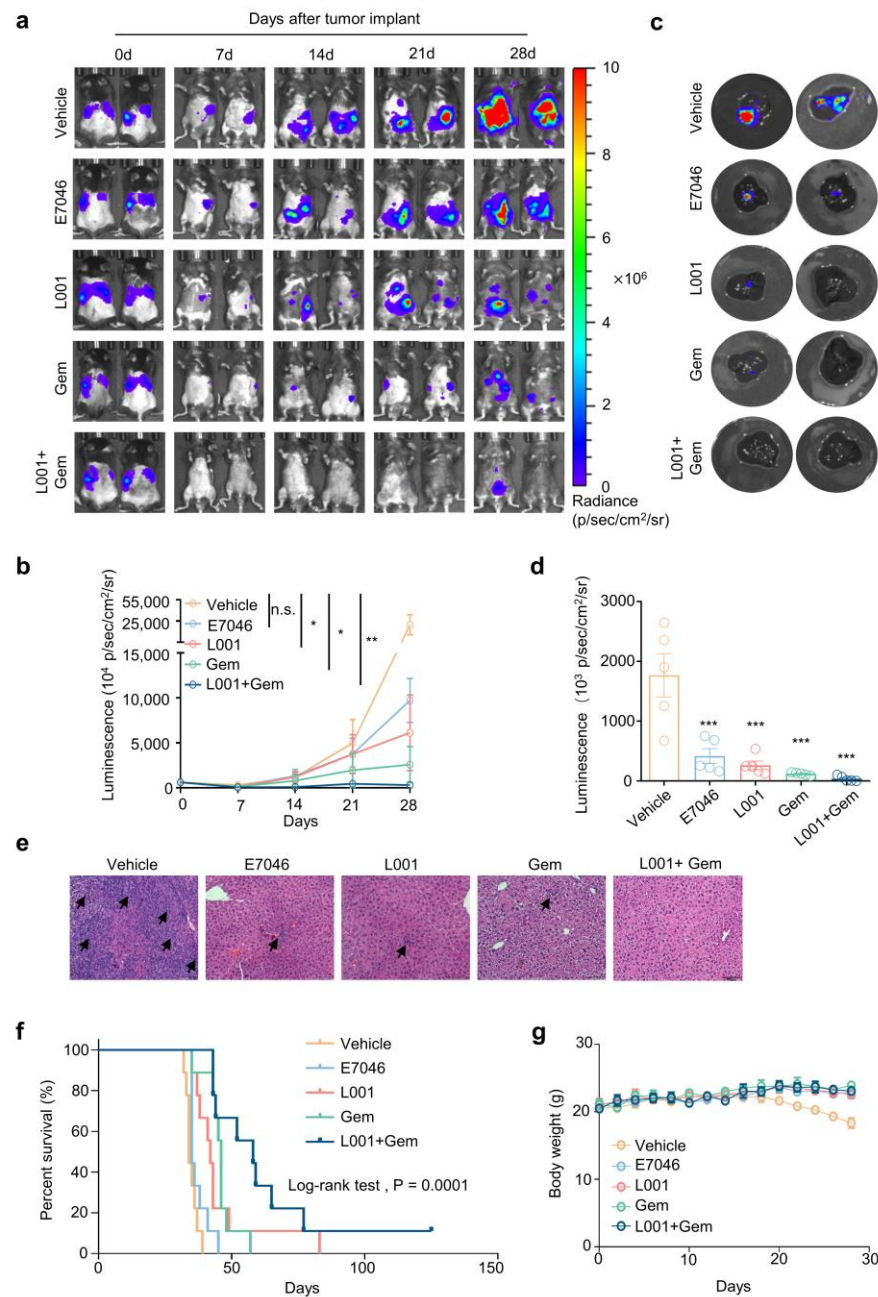 a
Days after tumor implant
0d 7d 14d 21d 28d
Vehicle
E7046
L001
Gem
L001+
Gem
10
8
6
×10⁶
4
2
0
Radiance
(p/sec/cm²/sr)
c
Vehicle
E7046
L001
Gem
L001+
Gem
b
Luminescence (10⁴ p/sec/cm²/sr)
55,000
25,000
15,000
10,000
5,000
0
Vehicle
E7046
L001
Gem
L001+Gem
n.s.
*
*
**
0 7 14 21 28
Days
d
Luminescence (10³ p/sec/cm²/sr)
3000
2000
1000
0
***
***
***
***
Vehicle
E7046
L001
Gem
L001+Gem
e
Vehicle E7046 L001 Gem L001+ Gem
f
Percent survival (%)
100
80
60
40
20
0
Vehicle
E7046
L001
Gem
L001+Gem
Log-rank test , P = 0.0001
0 50 100 150
Days
g
Body weight (g)
30
20
10
0
Vehicle
E7046
L001
Gem
L001+Gem
0 10 20 30
Days